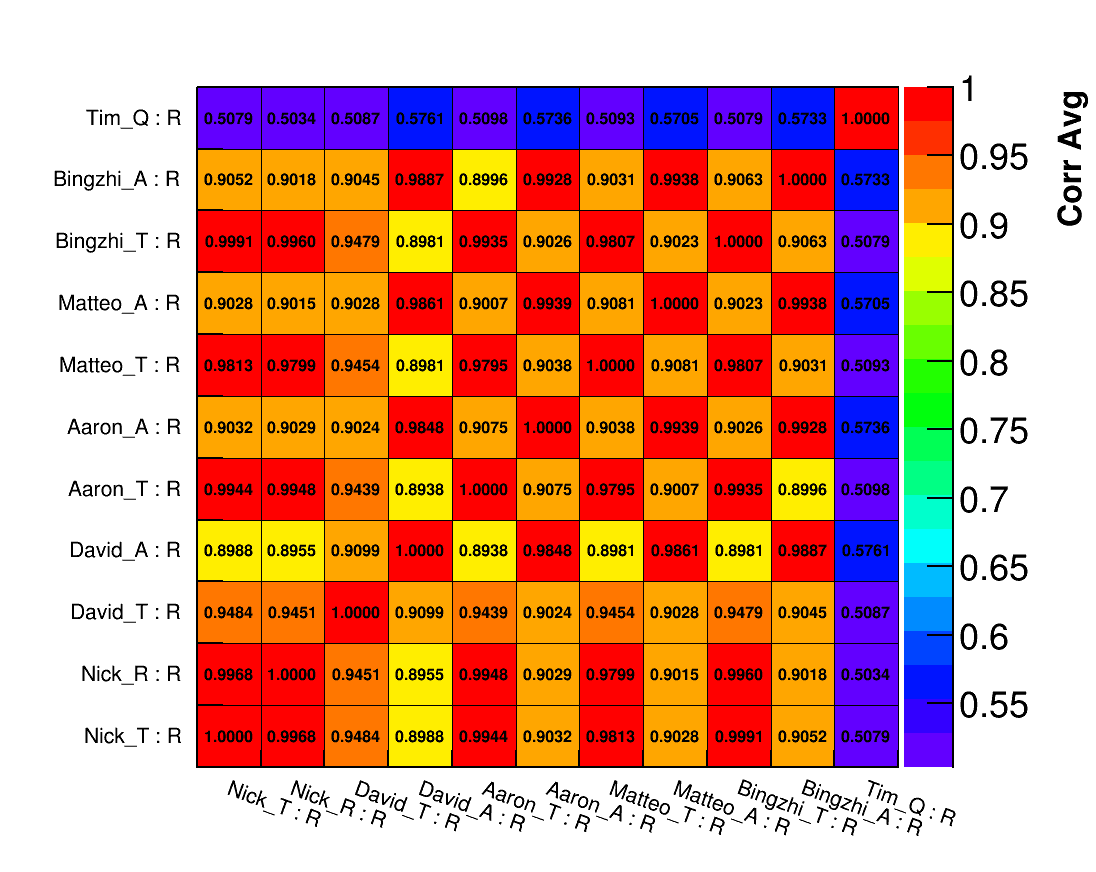 Tim_Q : R 0.5079 0.5034 0.5087 0.5761 0.5098 0.5736 0.5093 0.5705 0.5079 0.5733 1.0000
Bingzhi_A : R 0.9052 0.9018 0.9045 0.9887 0.8996 0.9928 0.9031 0.9938 0.9063 1.0000 0.5733
Bingzhi_T : R 0.9991 0.9960 0.9479 0.8981 0.9935 0.9026 0.9807 0.9023 1.0000 0.9063 0.5079
Matteo_A : R 0.9028 0.9015 0.9028 0.9861 0.9007 0.9939 0.9081 1.0000 0.9023 0.9938 0.5705
Matteo_T : R 0.9813 0.9799 0.9454 0.8981 0.9795 0.9038 1.0000 0.9081 0.9807 0.9031 0.5093
Aaron_A : R 0.9032 0.9029 0.9024 0.9848 0.9075 1.0000 0.9038 0.9939 0.9026 0.9928 0.5736
Aaron_T : R 0.9944 0.9948 0.9439 0.8938 1.0000 0.9075 0.9795 0.9007 0.9935 0.8996 0.5098
David_A : R 0.8988 0.8955 0.9099 1.0000 0.8938 0.9848 0.8981 0.9861 0.8981 0.9887 0.5761
David_T : R 0.9484 0.9451 1.0000 0.9099 0.9439 0.9024 0.9454 0.9028 0.9479 0.9045 0.5087
Nick_R : R 0.9968 1.0000 0.9451 0.8955 0.9948 0.9029 0.9799 0.9015 0.9960 0.9018 0.5034
Nick_T : R 1.0000 0.9968 0.9484 0.8988 0.9944 0.9032 0.9813 0.9028 0.9991 0.9052 0.5079
Nick_T : R
Nick_R : R
David_T : R
David_A : R
Aaron_T : R
Aaron_A : R
Matteo_T : R
Matteo_A : R
Bingzhi_T : R
Bingzhi_A : R
Tim_Q : R
1
0.95
0.9
0.85
0.8
0.75
0.7
0.65
0.6
0.55
Corr Avg